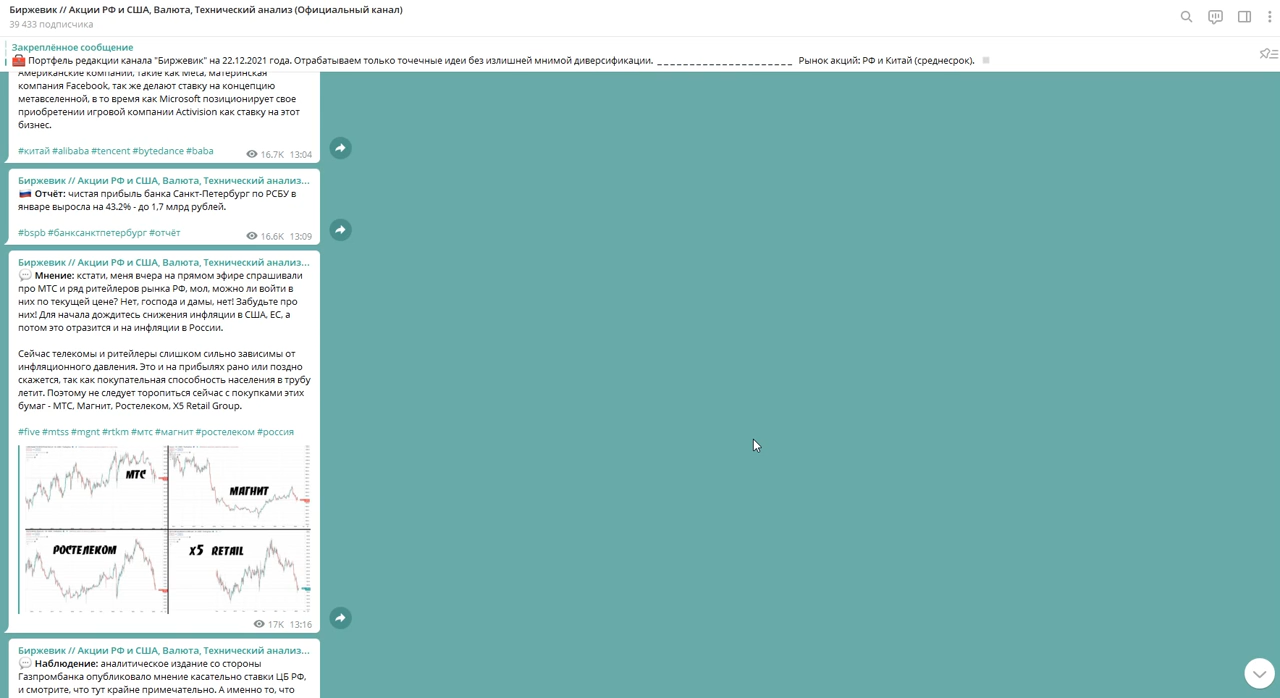 Биржевик // Акции РФ и США, Валюта, Технический анализ (Официальный канал)
39 433 подписчика
Закреплённое сообщение
Портфель редакции канала "Биржевик" на 22.12.2021 года. Отрабатываем только точечные идеи без излишней мнимой диверсификации. _ _ _ _ _ _ _ _ _ _ _ _ _ _ _ _ _ _ _ _ _ Рынок акций: РФ и Китай (среднесрок).
Американские компании, такие как Meta, материнская
компания Facebook, так же делают ставку на концепцию
метавселенной, в то время как Microsoft позиционирует свое
приобретении игровой компании Activision как ставку на этот
бизнес.
#китай #alibaba #tencent #bytedance #baba
16.7K 13:04
Биржевик // Акции РФ и США, Валюта, Технический анализ...
Отчёт: чистая прибыль банка Санкт-Петербург по РСБУ в
январе выросла на 43.2% - до 1,7 млрд рублей.
#bspb #банксанктпетербург #отчёт
16.6K 13:09
Биржевик // Акции РФ и США, Валюта, Технический анализ...
Мнение: кстати, меня вчера на прямом эфире спрашивали
про МТС и ряд ритейлеров рынка РФ, мол, можно ли войти в
них по текущей цене? Нет, господа и дамы, нет! Забудьте про
них! Для начала дождитесь снижения инфляции в США, ЕС, а
потом это отразится и на инфляции в России.
Сейчас телекомы и ритейлеры слишком сильно зависимы от
инфляционного давления. Это и на прибылях рано или поздно
скажется, так как покупательная способность населения в трубу
летит. Поэтому не следует торопиться сейчас с покупками этих
бумаг - МТС, Магнит, Ростелеком, X5 Retail Group.
#five #mtss #mgnt #rtkm #мтс #магнит #ростелеком #россия
МТС
МАГНИТ
РОСТЕЛЕКОМ
X5 RETAIL
17K 13:16
Биржевик // Акции РФ и США, Валюта, Технический анализ...
Наблюдение: аналитическое издание со стороны
Газпромбанка опубликовало мнение касательно ставки ЦБ РФ,
и смотрите, что тут крайне примечательно. А именно то, что